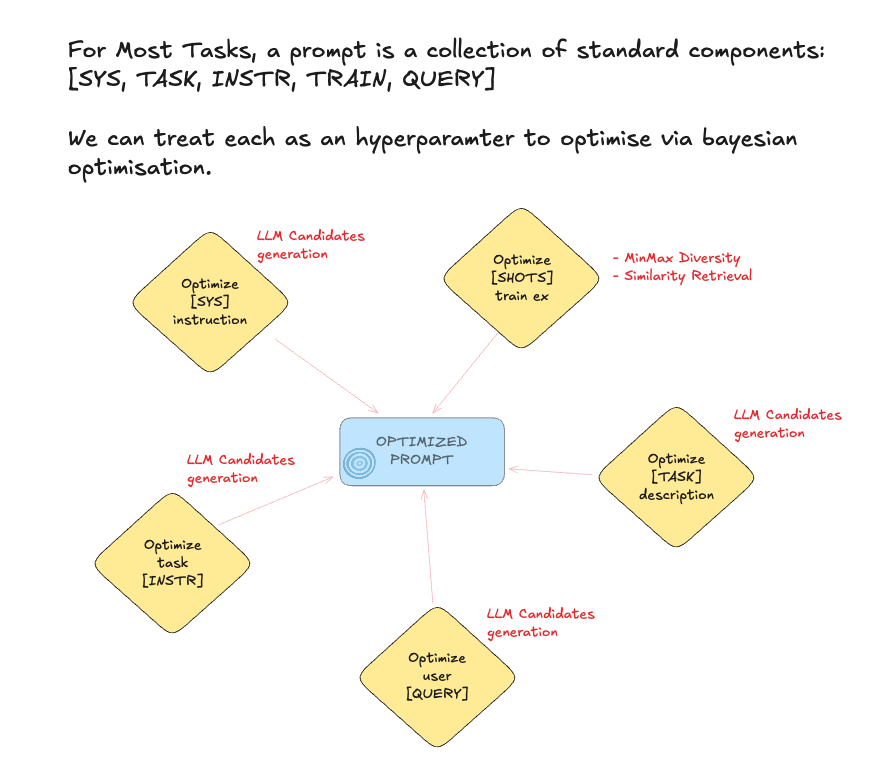 For Most Tasks, a prompt is a collection of standard components:
[SYS, TASK, INSTR, TRAIN, QUERY]
We can treat each as an hyperparamter to optimise via bayesian
optimisation.
LLM Candidates
generation
Optimize
[SYS]
instruction
Optimize
[SHOTS]
train ex
- MinMax Diversity
- Similarity Retrieval
OPTIMIZED
PROMPT
LLM Candidates
generation
Optimize
[TASK]
description
LLM Candidates
generation
Optimize
task
[INSTR]
LLM Candidates
generation
Optimize
user
[QUERY]